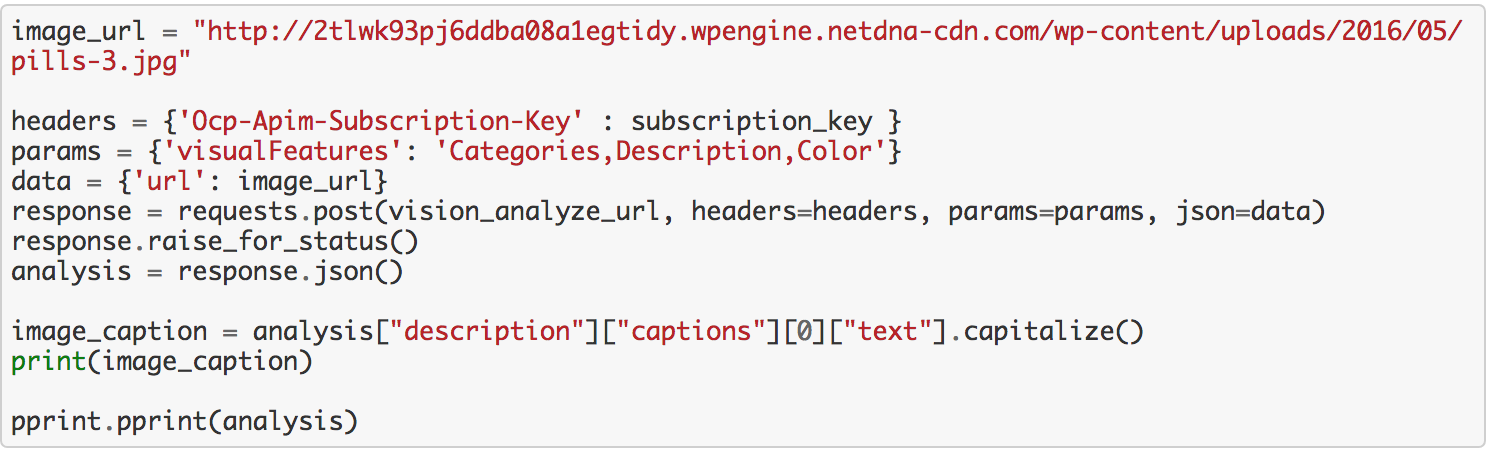 image_url = "http://2tlwk93pj6ddba08a1egtidy.wpengine.netdna-cdn.com/wp-content/uploads/2016/05/
pills-3.jpg"
headers = {'Ocp-Apim-Subscription-Key' : subscription_key }
params = {'visualFeatures': 'Categories,Description,Color'}
data = {'url': image_url}
response = requests.post(vision_analyze_url, headers=headers, params=params, json=data)
response.raise_for_status()
analysis = response.json()
image_caption = analysis["description"]["captions"][0]["text"].capitalize()
print(image_caption)
pprint.pprint(analysis)